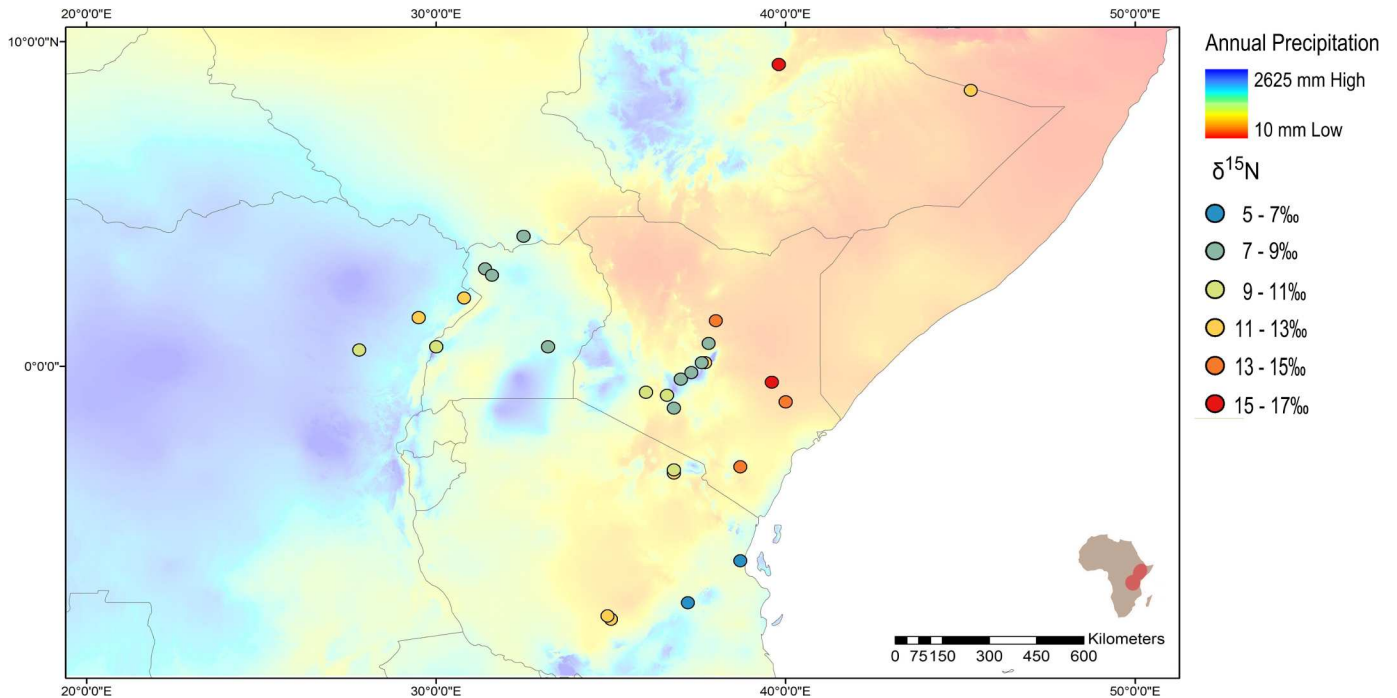 20°0'0"E 30°0'0"E 40°0'0"E 50°0'0"E
10°0'0"N
0°0'0"
Annual Precipitation
2625 mm High
10 mm Low
δ15N
5 - 7‰
7 - 9‰
9 - 11‰
11 - 13‰
13 - 15‰
15 - 17‰
Kilometers
0 75 150 300 450 600
20°0'0"E 30°0'0"E 40°0'0"E 50°0'0"E